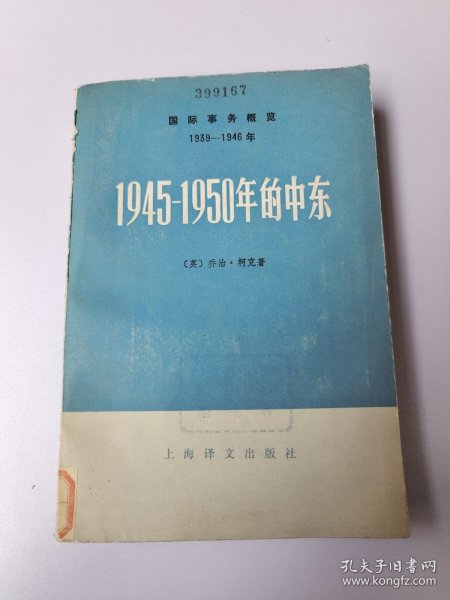 399167
国际事务概览
1939—1946年
1945-1950年的中东
〔英〕乔治·柯克著
上海译文出版社
孔夫子旧书网
www.kongfz.com